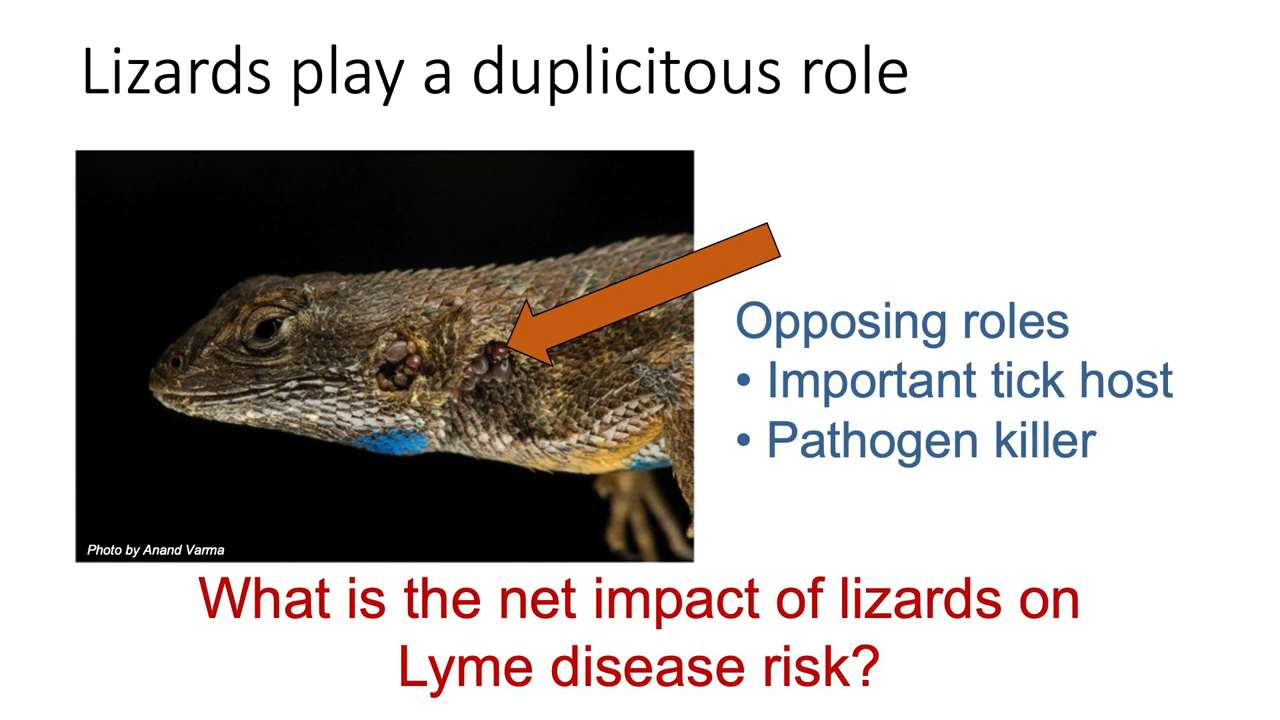 Lizards play a duplicitous role
Opposing roles
• Important tick host
• Pathogen killer
Photo by Anand Varma
What is the net impact of lizards on
Lyme disease risk?